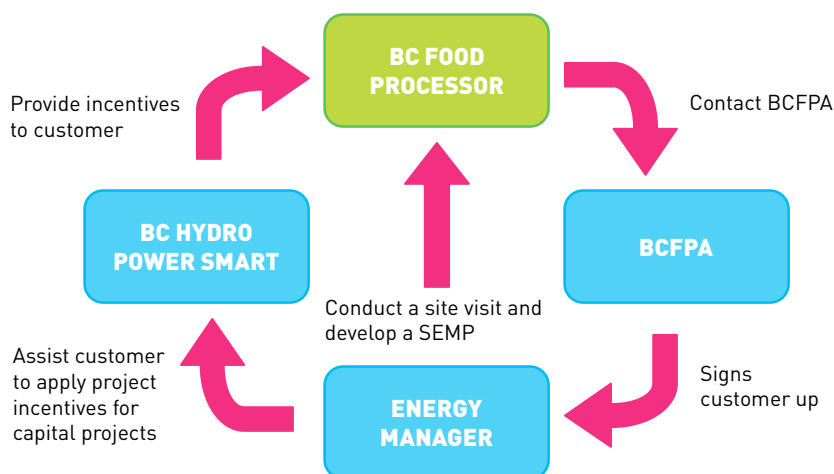 BC FOOD
PROCESSOR
Provide incentives
to customer
Contact BCFPA
BC HYDRO
POWER SMART
BCFPA
Conduct a site visit and
develop a SEMP
Assist customer
to apply project
incentives for
capital projects
ENERGY
MANAGER
Signs
customer up